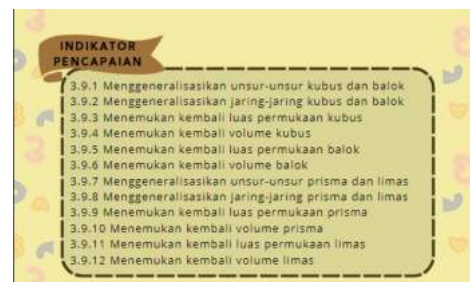 INDIKATOR
PENCAPAIAN
3.9.1 Menggeneralisasikan unsur-unsur kubus dan balok
3.9.2 Menggeneralisasikan jaring-jaring kubus dan balok
3.9.3 Menemukan kembali luas permukaan kubus
3.9.4 Menemukan kembali volume kubus
3.9.5 Menemukan kembali luas permukaan balok
3.9.6 Menemukan kembali volume balok
3.9.7 Menggeneralisasikan unsur-unsur prisma dan limas
3.9.8 Menggeneralisasikan jaring-jaring prisma dan limas
3.9.9 Menemukan kembali luas permukaan prisma
3.9.10 Menemukan kembali volume prisma
3.9.11 Menemukan kembali luas permukaan limas
3.9.12 Menemukan kembali volume limas